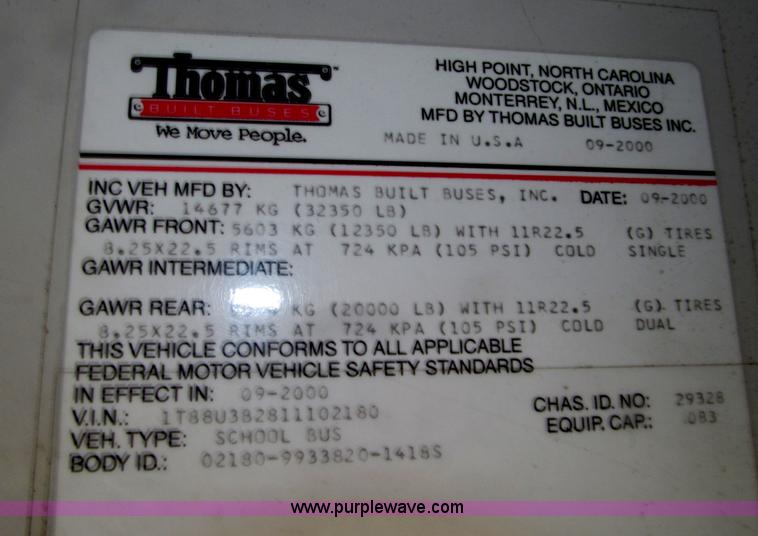 Thomas
BUILT BUSES
We Move People.
HIGH POINT, NORTH CAROLINA
WOODSTOCK, ONTARIO
MONTERREY, N.L., MEXICO
MFD BY THOMAS BUILT BUSES INC.
MADE IN U.S.A 09-2000
INC VEH MFD BY: THOMAS BUILT BUSES, INC. DATE: 09-2000
GVWR: 14677 KG (32350 LB)
GAWR FRONT: 5603 KG (12350 LB) WITH 11R22.5 (G) TIRES
8.25X22.5 RIMS AT 724 KPA (105 PSI) COLD SINGLE
GAWR INTERMEDIATE:
GAWR REAR: KG (20000 LB) WITH 11R22.5 (G) TIRES
8.25X22.5 RIMS AT 724 KPA (105 PSI) COLD DUAL
THIS VEHICLE CONFORMS TO ALL APPLICABLE
FEDERAL MOTOR VEHICLE SAFETY STANDARDS
IN EFFECT IN: 09-2000
V.I.N.: 1T88U3B2811102180
CHAS. ID. NO: 29328
VEH. TYPE: SCHOOL BUS
EQUIP. CAP.: 083
BODY ID.: 02180-9933820-1418S
www.purplewave.com